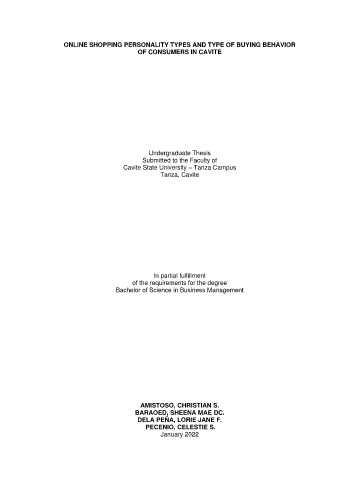 ONLINE SHOPPING PERSONALITY TYPES AND TYPE OF BUYING BEHAVIOR
OF CONSUMERS IN CAVITE
Undergraduate Thesis
Submitted to the Faculty of
Cavite State University – Tanza Campus
Tanza, Cavite
In partial fulfillment
of the requirements for the degree
Bachelor of Science in Business Management
AMISTOSO, CHRISTIAN S.
BARAOED, SHEENA MAE DC.
DELA PEÑA, LORIE JANE F.
PECENIO, CELESTIE S.
January 2022